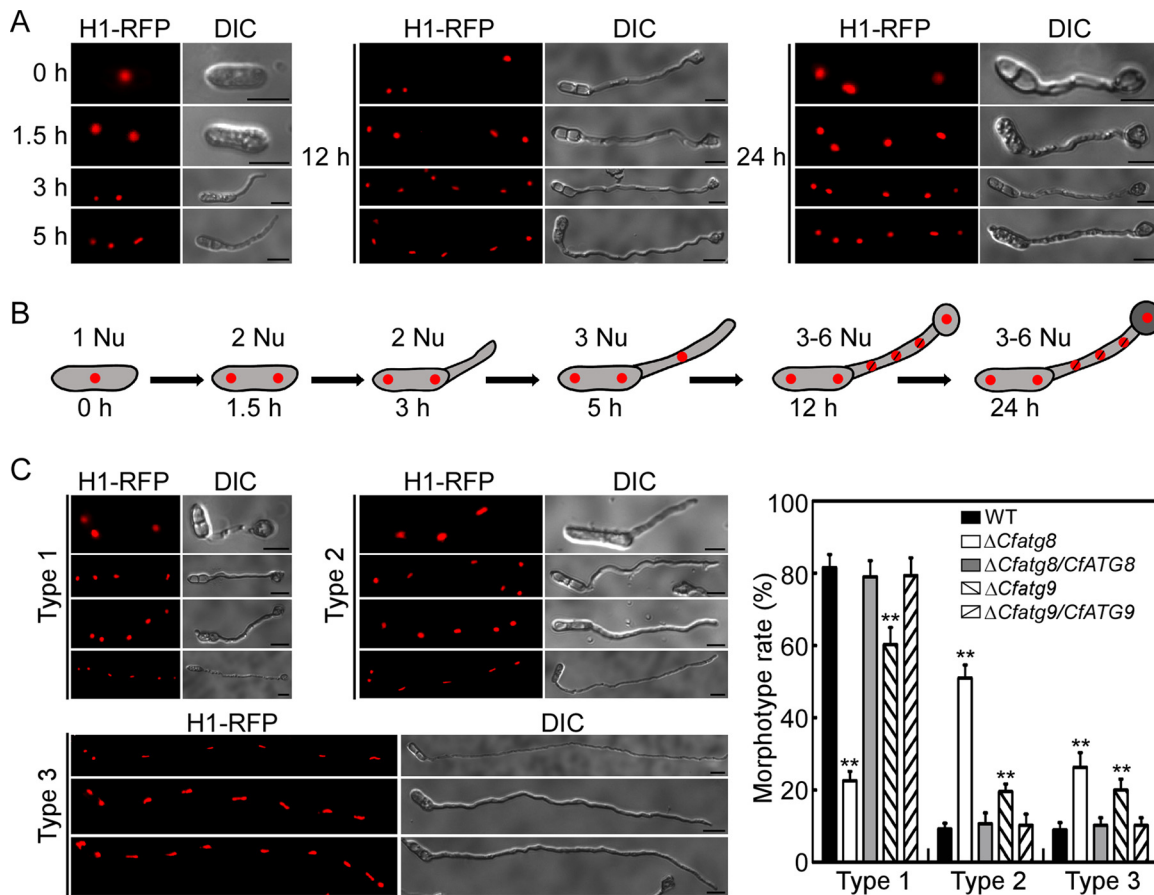 A
H1-RFP DIC
H1-RFP DIC
H1-RFP DIC
0 h
1.5 h
3 h
5 h
12 h
24 h
B
1 Nu 2 Nu 2 Nu 3 Nu 3-6 Nu 3-6 Nu
0 h 1.5 h 3 h 5 h 12 h 24 h
C
H1-RFP DIC
Type 1
H1-RFP DIC
Type 2
H1-RFP DIC
Type 3
Morphotype rate (%)
100
80
60
40
20
0
WT
ΔCfatg8
ΔCfatg8/CfATG8
ΔCfatg9
ΔCfatg9/CfATG9
**
**
**
**
**
**
Type 1 Type 2 Type 3